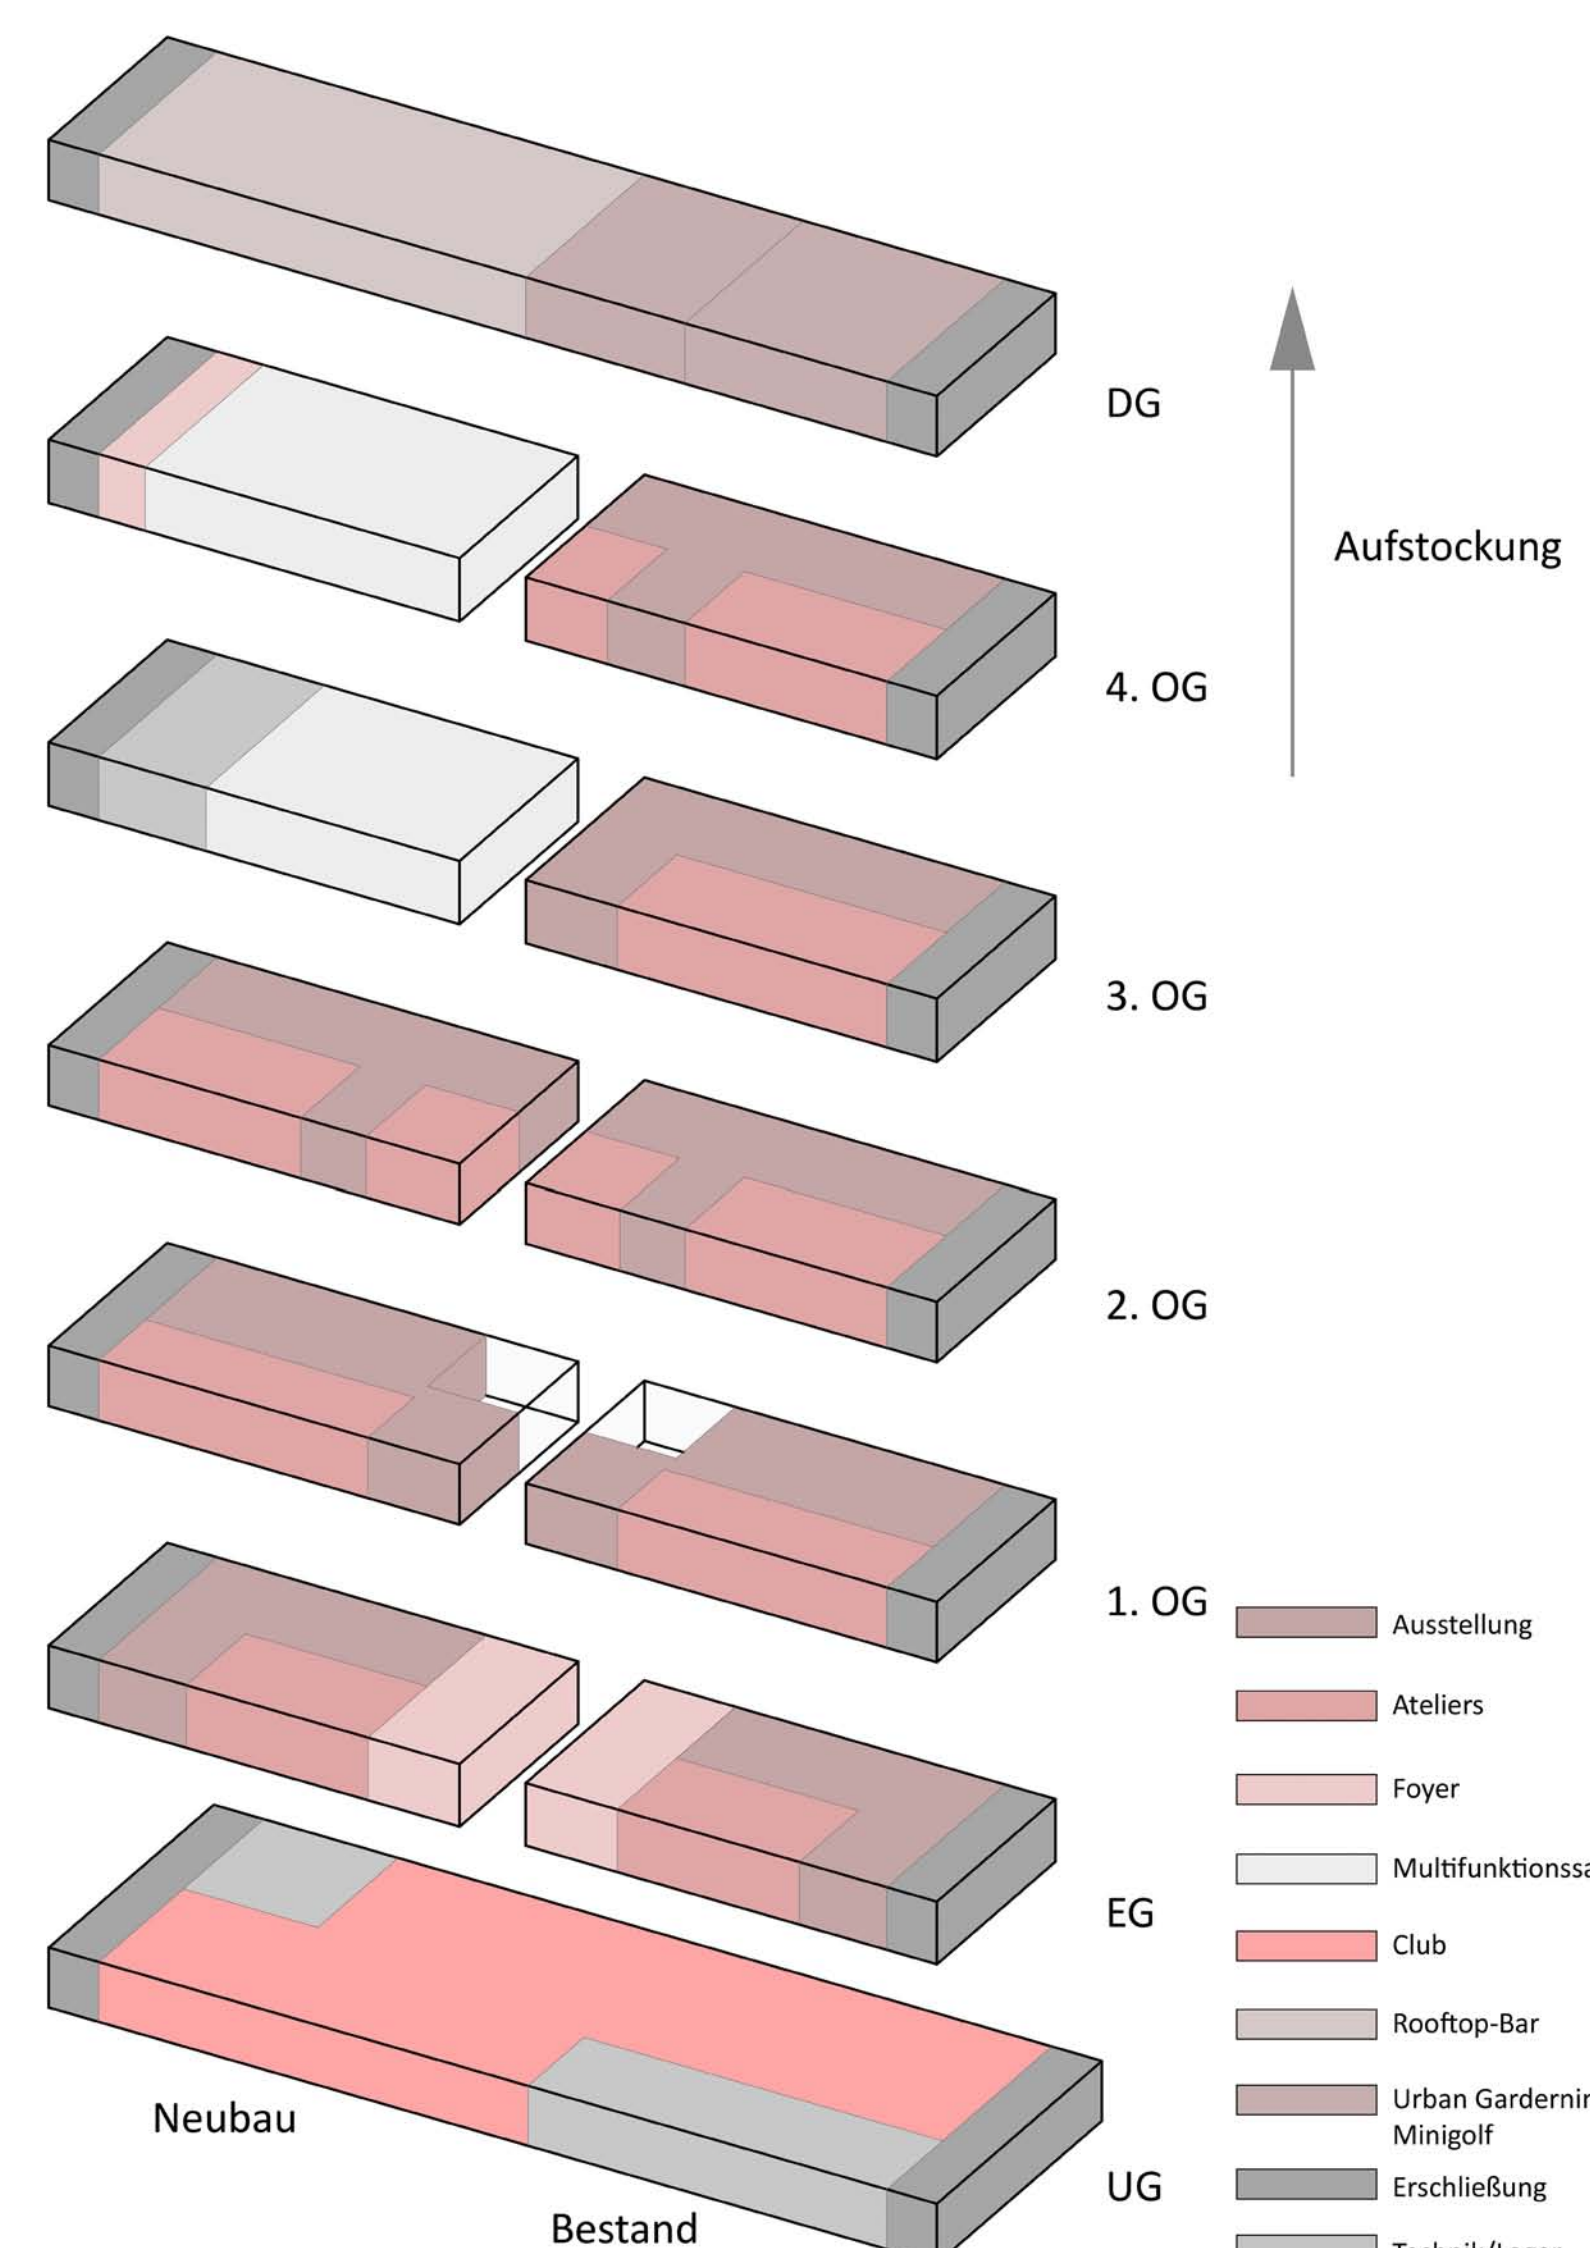 DG
Aufstockung
4. OG
3. OG
2. OG
1. OG
Ausstellung
Ateliers
Foyer
EG
Club
Rooftop-Bar
Urban
Minigolf
Neubau
UG
Erschließung
Bestand